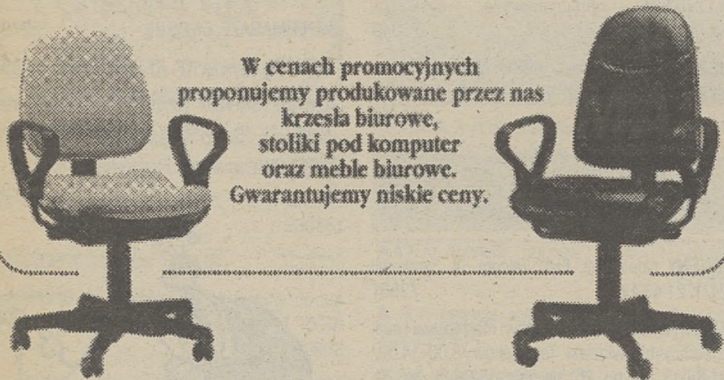 W cenach promocyjnych
proponujemy produkowane przez nas
krzesła biurowe,
stoliki pod komputer
oraz meble biurowe.
Gwarantujemy niskie ceny.